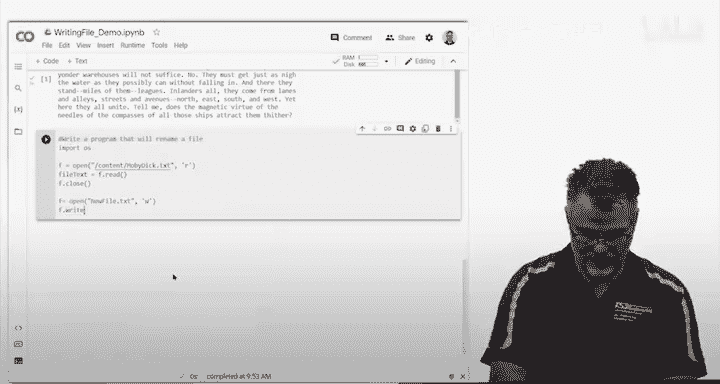 WritingFile_Demo.ipynb
Comment
Share
File Edit View Insert Runtime Tools Help
+ Code + Text
RAM
Disk
Editing
[1]
yonder warehouses will not suffice. No. They must get just as nigh
the water as they possibly can without falling in. And there they
stand--miles of them--leagues. Inlanders all, they come from lanes
and alleys, streets and avenues--north, east, south, and west. Yet
here they all unite. Tell me, does the magnetic virtue of the
needles of the compasses of all those ships attract them thither?
#Write a program that will rename a file
import os
f = open("/content/MobyDick.txt", 'r')
fileText = f.read()
f.close()
f= open("NewFile.txt", 'w')
f.write
0s completed at 9:53 AM